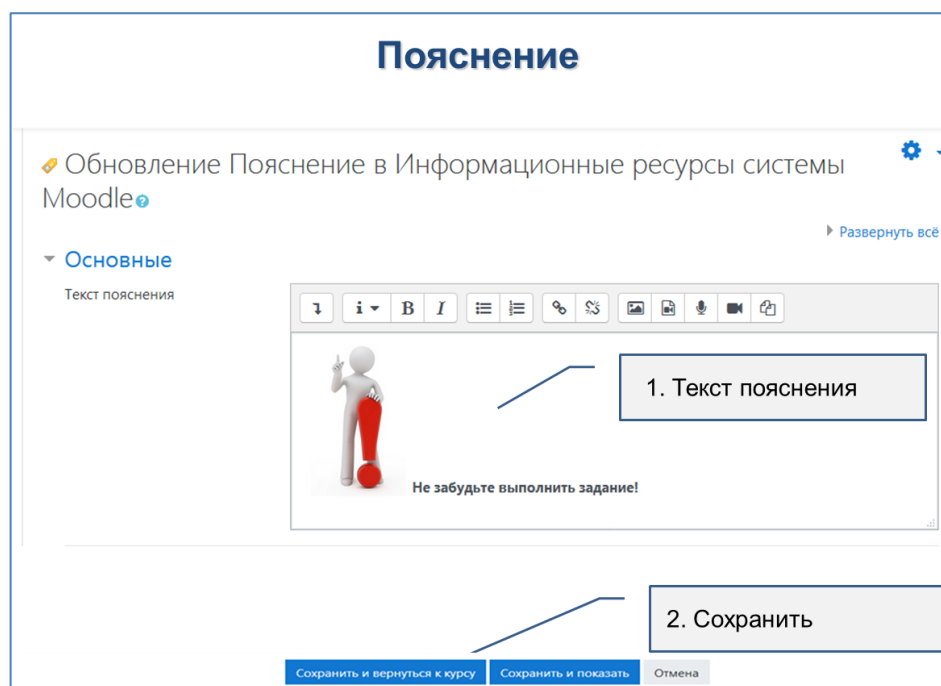 Пояснение
Обновление Пояснение в Информационные ресурсы системы
Moodle
Развернуть всё
Основные
Текст пояснения
1. Текст пояснения
Не забудьте выполнить задание!
2. Сохранить
Сохранить и вернуться к курсу Сохранить и показать Отмена